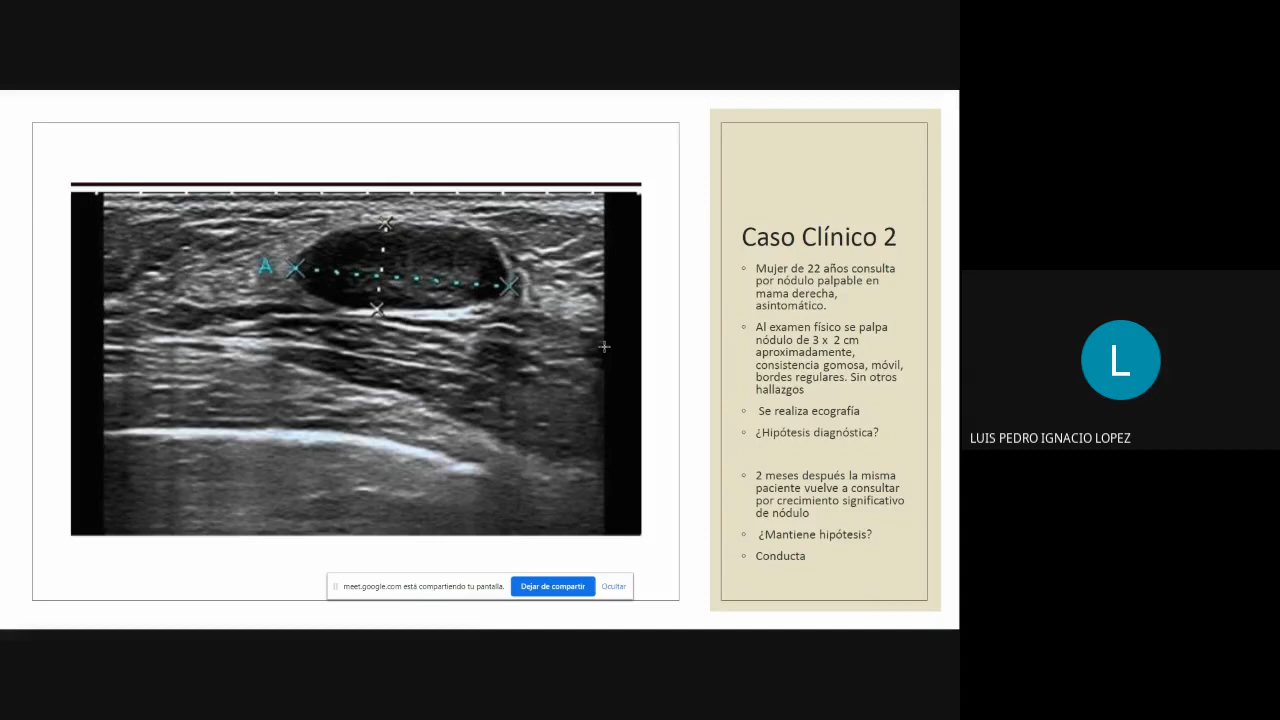 A
Caso Clínico 2
Mujer de 22 años consulta
por nódulo palpable en
mama derecha,
asintomático.
Al examen físico se palpa
nódulo de 3 x 2 cm
aproximadamente,
consistencia gomosa, móvil,
bordes regulares. Sin otros
hallazgos
Se realiza ecografía
¿Hipótesis diagnóstica?
2 meses después la misma
paciente vuelve a consultar
por crecimiento significativo
de nódulo
¿Mantiene hipótesis?
Conducta
meet.google.com está compartiendo tu pantalla.
Dejar de compartir
Ocultar
L
LUIS PEDRO IGNACIO LOPEZ